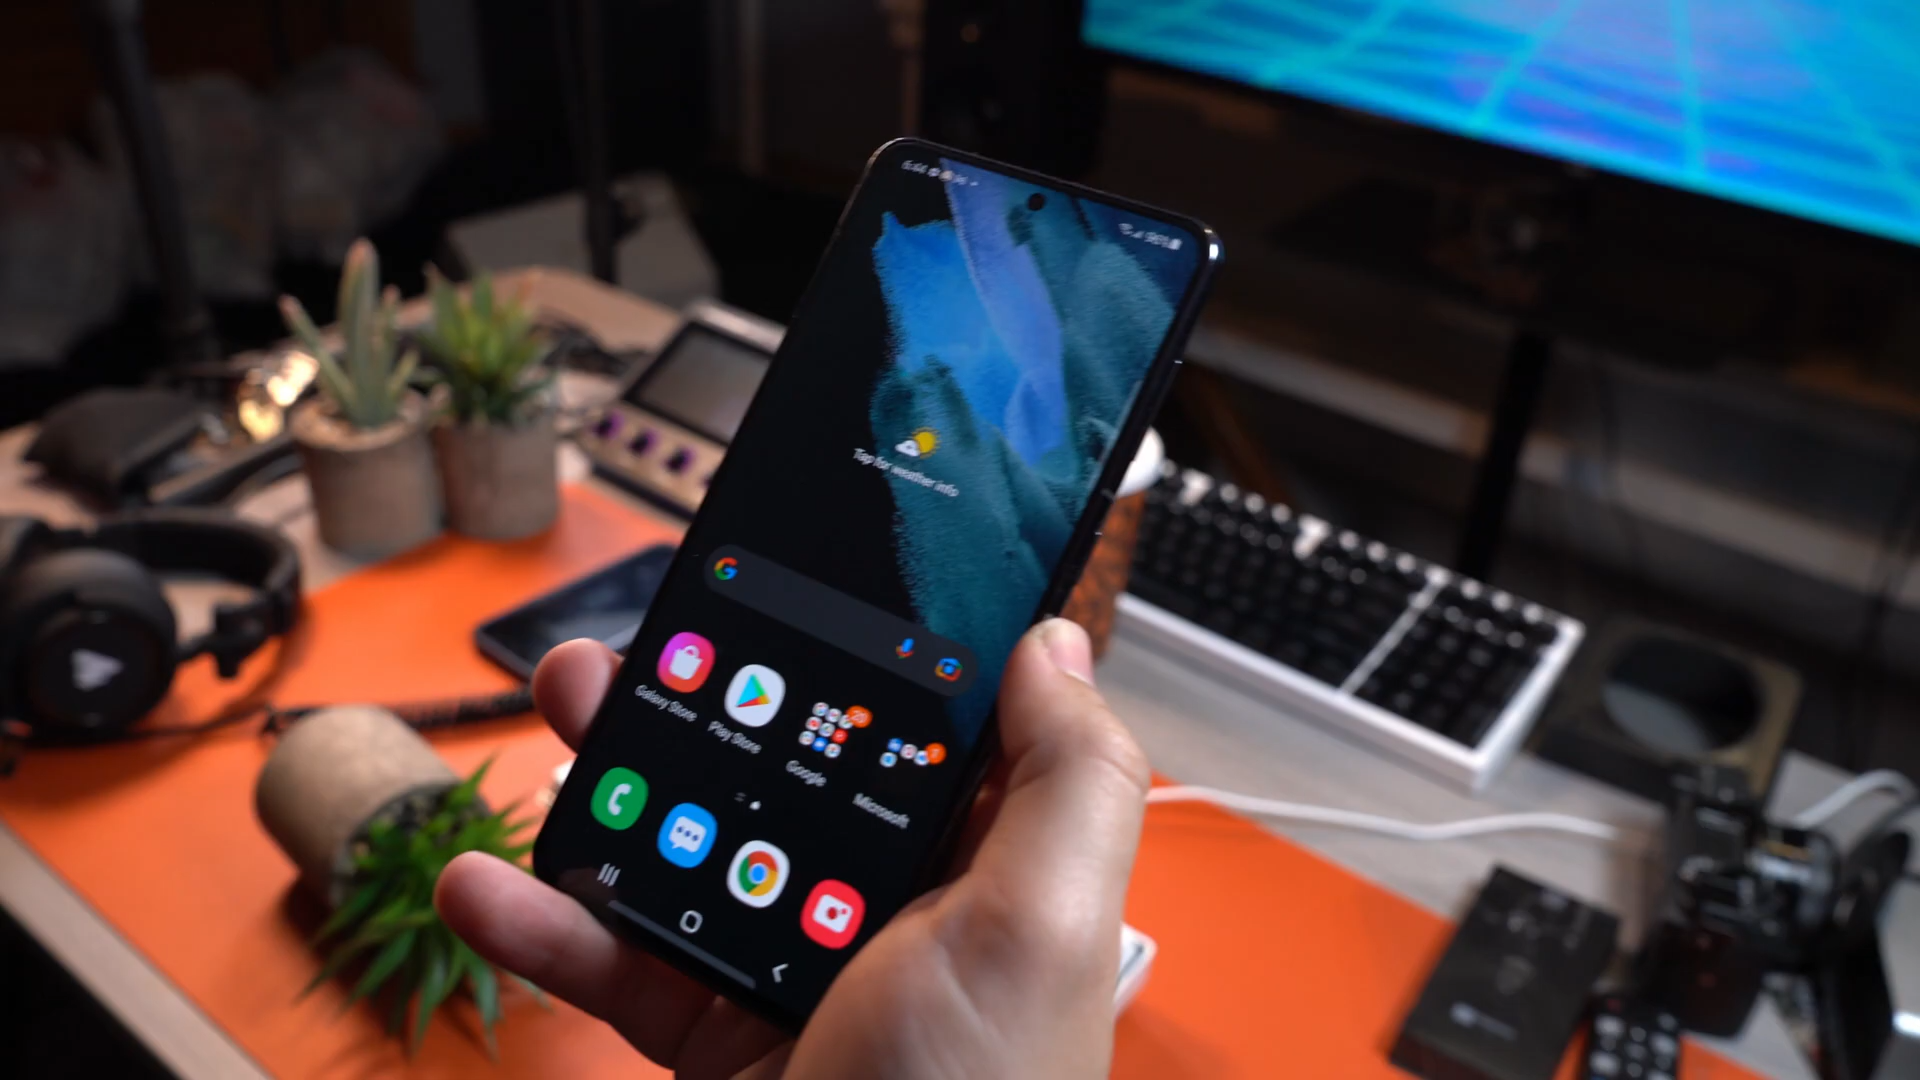 Tap for weather info
Galaxy Store
Play Store
Google
Microsoft